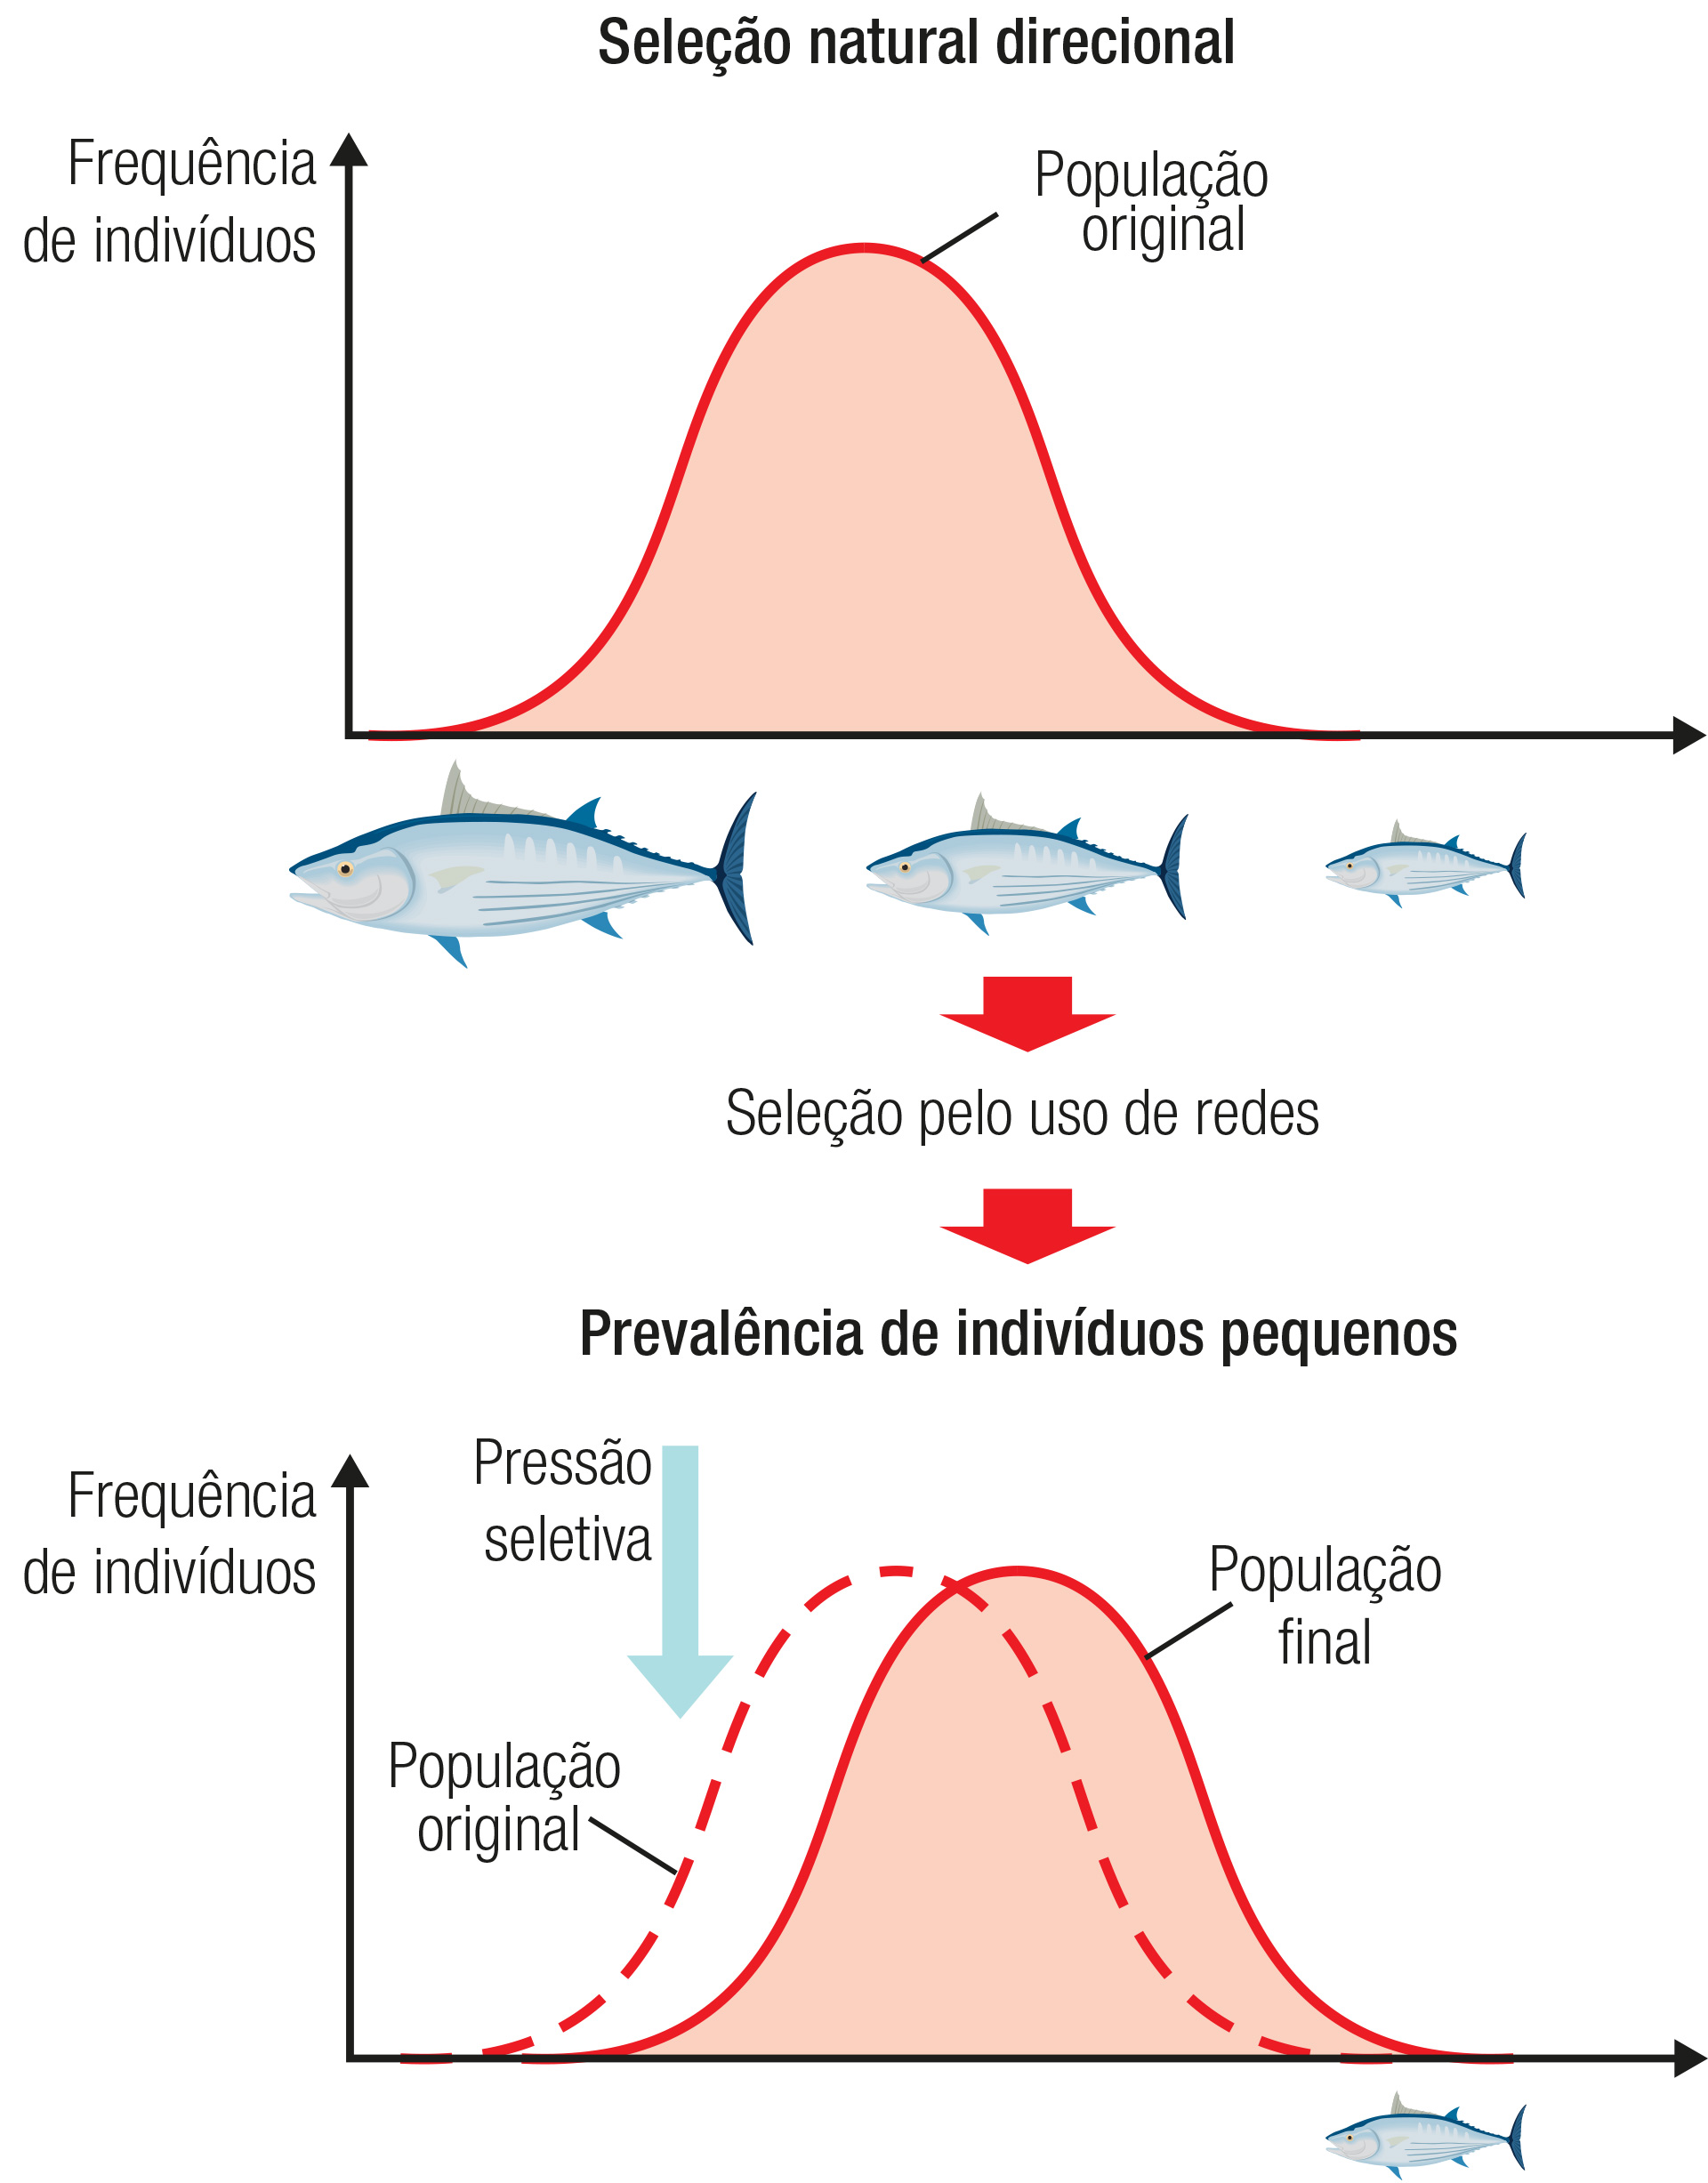 Seleção natural direcional
Frequência
de indivíduos
População
original
Seleção pelo uso de redes
Prevalência de indivíduos pequenos
Frequência
de indivíduos
Pressão
seletiva
População
final
População
original